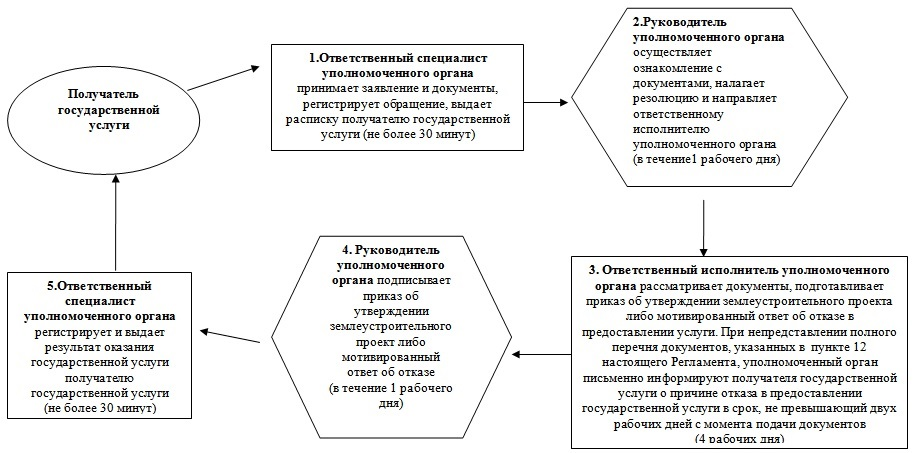 Получатель
государственной
услуги
1.Ответственный специалист
уполномоченного органа
принимает заявление и документы,
регистрирует обращение, выдает
расписку получателю государственной
услуги (не более 30 минут)
2.Руководитель
уполномоченного органа
осуществляет
ознакомление с
документами, налагает
резолюцию и направляет
ответственному
исполнителю
уполномоченного органа
(в течение1 рабочего дня)
3. Ответственный исполнитель уполномоченного
органа рассматривает документы, подготавливает
приказ об утверждении землеустроительного проекта
либо мотивированный ответ об отказе в
предоставлении услуги. При непредставлении полного
перечня документов, указанных в пункте 12
настоящего Регламента, уполномоченный орган
письменно информируют получателя государственной
услуги о причине отказа в предоставлении
государственной услуги в срок, не превышающий двух
рабочих дней с момента подачи документов
(4 рабочих дня)
4. Руководитель
уполномоченного
органа подписывает
приказ об
утверждении
землеустроительного
проект либо
мотивированный
ответ об отказе
(в течение 1 рабочего
дня)
5.Ответственный
специалист
уполномоченного органа
регистрирует и выдает
результат оказания
государственной услуги
получателю
государственной услуги
(не более 30 минут)